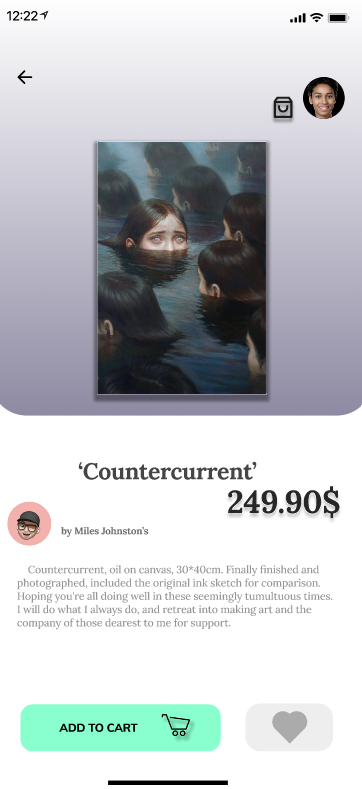 12:22
‘Countercurrent’
249.90$
by Miles Johnston’s
Countercurrent, oil on canvas, 30*40cm. Finally finished and
photographed, included the original ink sketch for comparison.
Hoping you're all doing well in these seemingly tumultuous times.
I will do what I always do, and retreat into making art and the
company of those dearest to me for support.
ADD TO CART